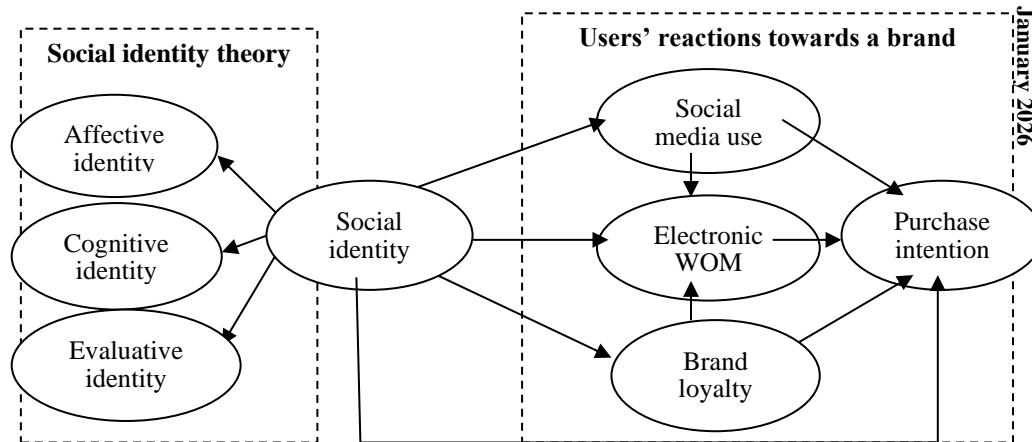 Social identity theory
Users’ reactions towards a brand
January 2026
Affective
identity
Cognitive
identity
Evaluative
identity
Social
identity
Social
media use
Electronic
WOM
Brand
loyalty
Purchase
intention